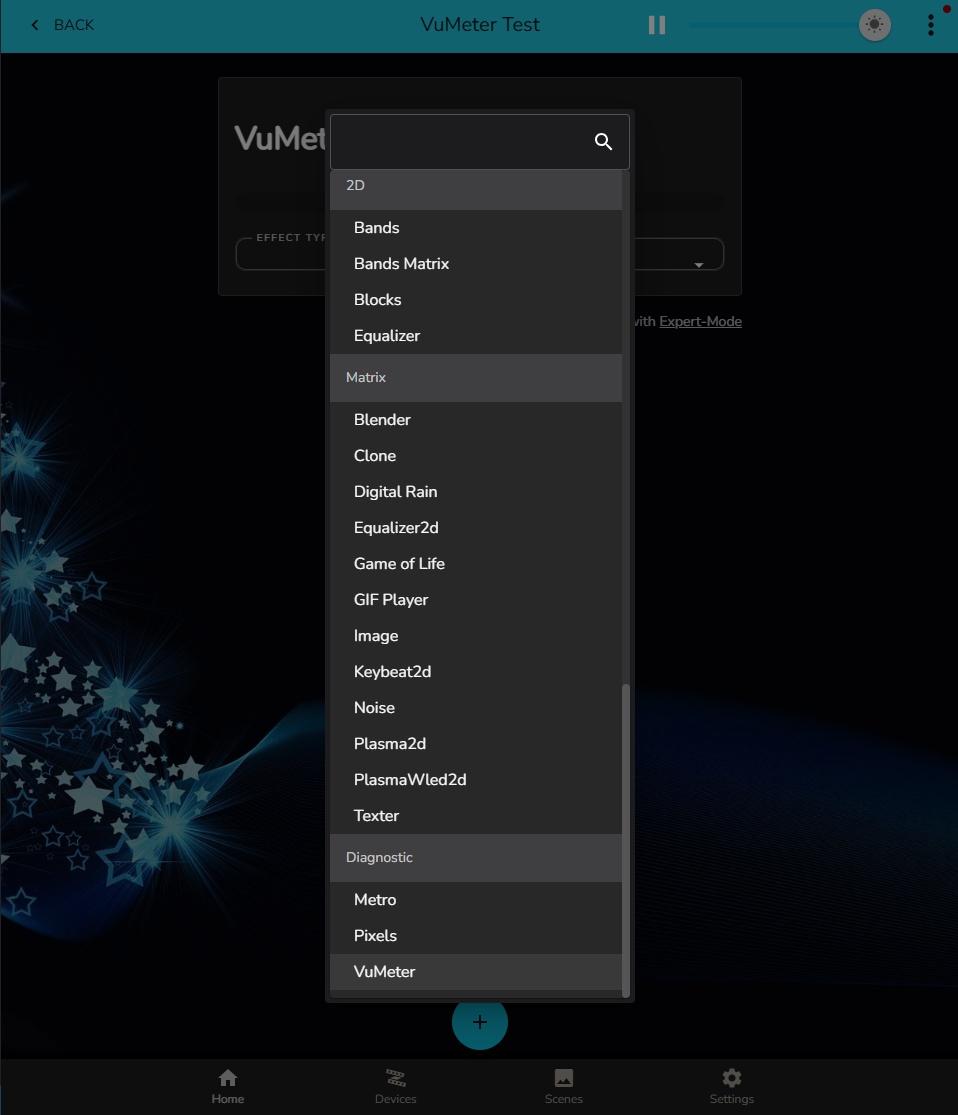 BACK
VuMeter Test
VuMet
2D
EFFECT TYP
Bands
Bands Matrix
Blocks
Equalizer
with Expert-Mode
Matrix
Blender
Clone
Digital Rain
Equalizer2d
Game of Life
GIF Player
Image
Keybeat2d
Noise
Plasma2d
PlasmaWled2d
Texter
Diagnostic
Metro
Pixels
VuMeter
Home
Devices
Scenes
Settings